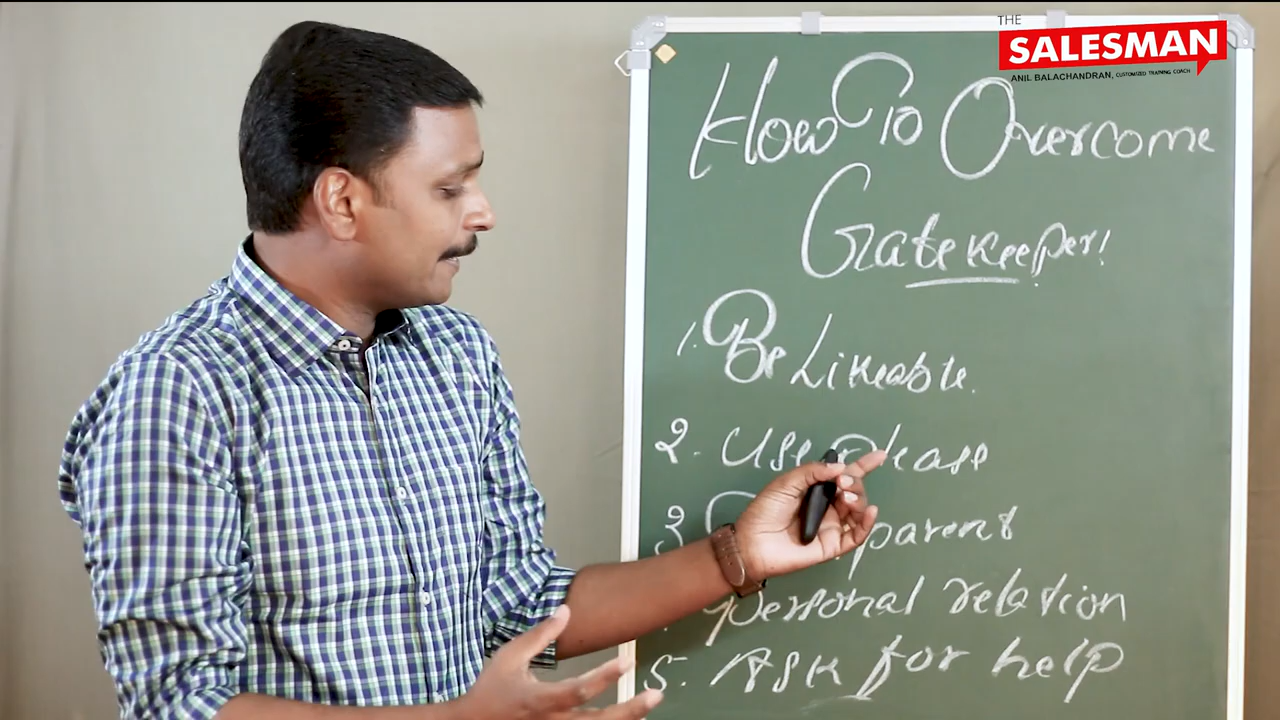 THE
SALESMAN
ANIL BALACHANDRAN, CUSTOMIZED TRAINING COACH
How To Overcome
Gatekeeper!
1. Be Likeable.
2. Use please
3
personal relation
5. Ask for help